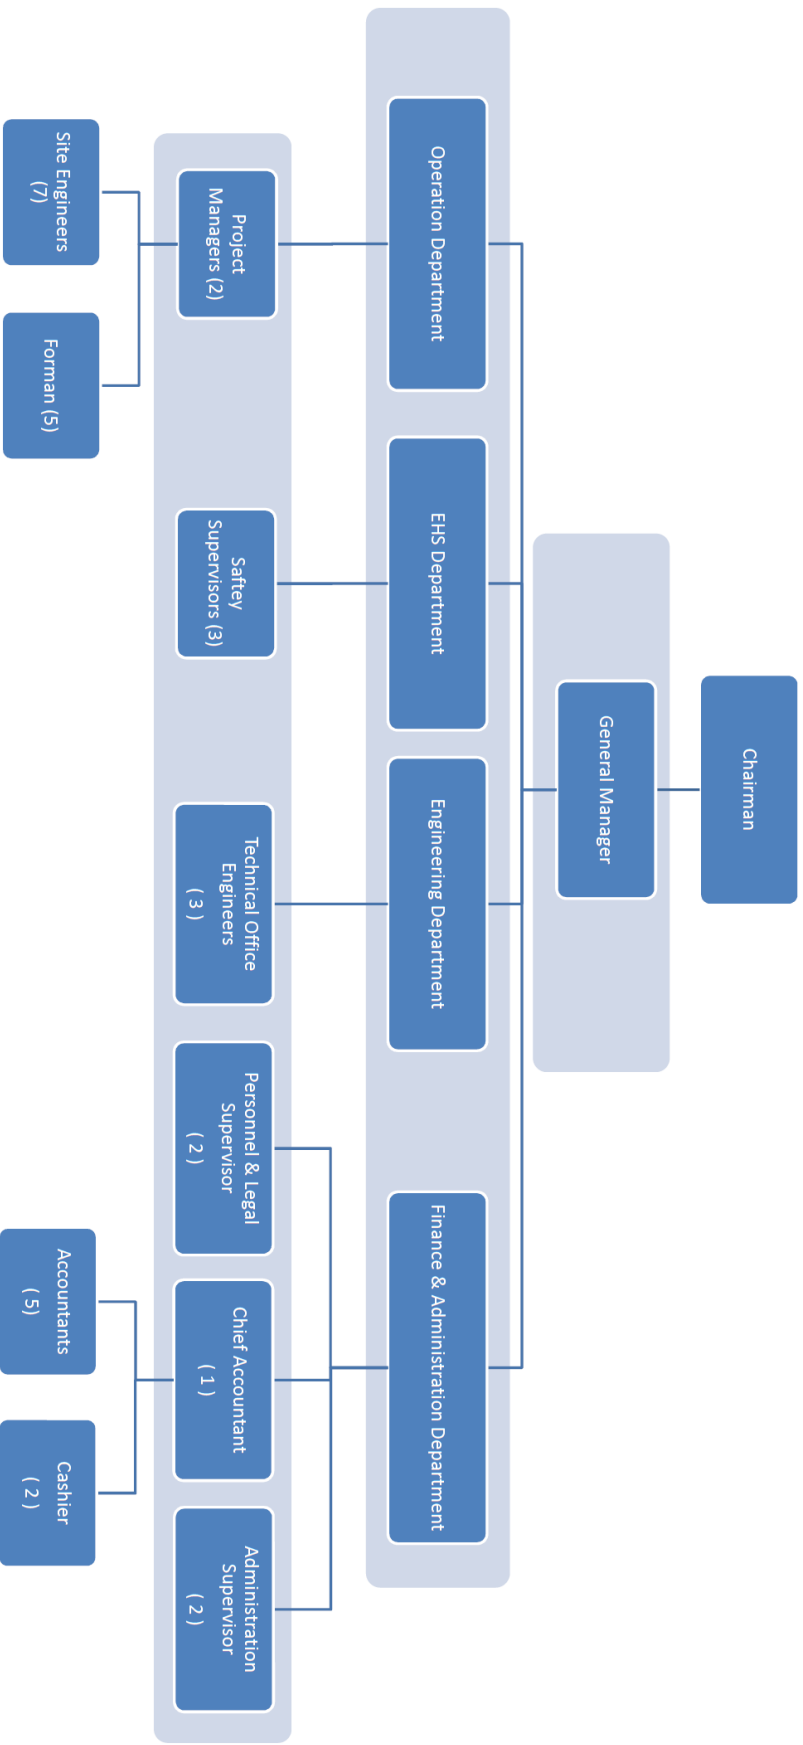 Chairman
General Manager
Operation Department
EHS Department
Engineering Department
Finance & Administration Department
Project
Managers (2)
Saftey
Supervisors (3)
Technical Office
Engineers
( 3 )
Personnel & Legal
Supervisor
( 2 )
Chief Accountant
( 1 )
Administration
Supervisor
( 2 )
Site Engineers
(7)
Forman (5)
Accountants
( 5)
Cashier
( 2 )